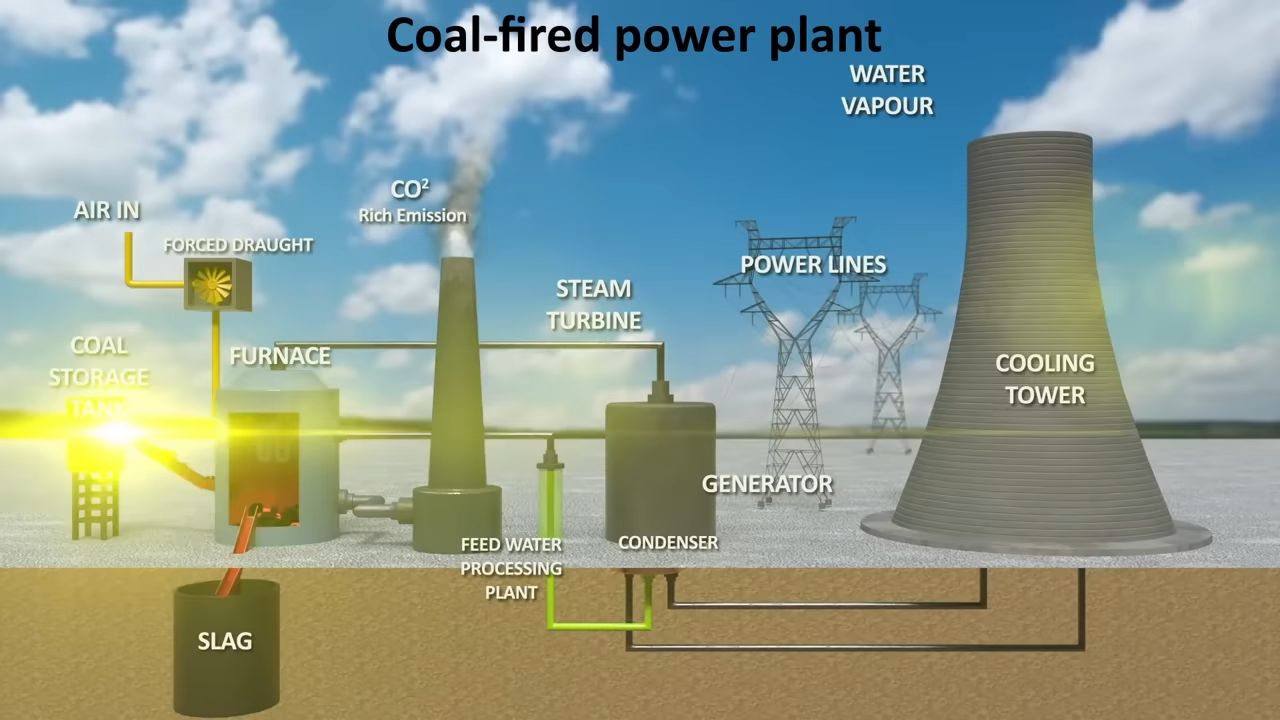 Coal-fired power plant
WATER
VAPOUR
CO²
Rich Emission
AIR IN
FORCED DRAUGHT
POWER LINES
STEAM
TURBINE
COAL
STORAGE
TANK
FURNACE
COOLING
TOWER
GENERATOR
FEED WATER
PROCESSING
PLANT
CONDENSER
SLAG